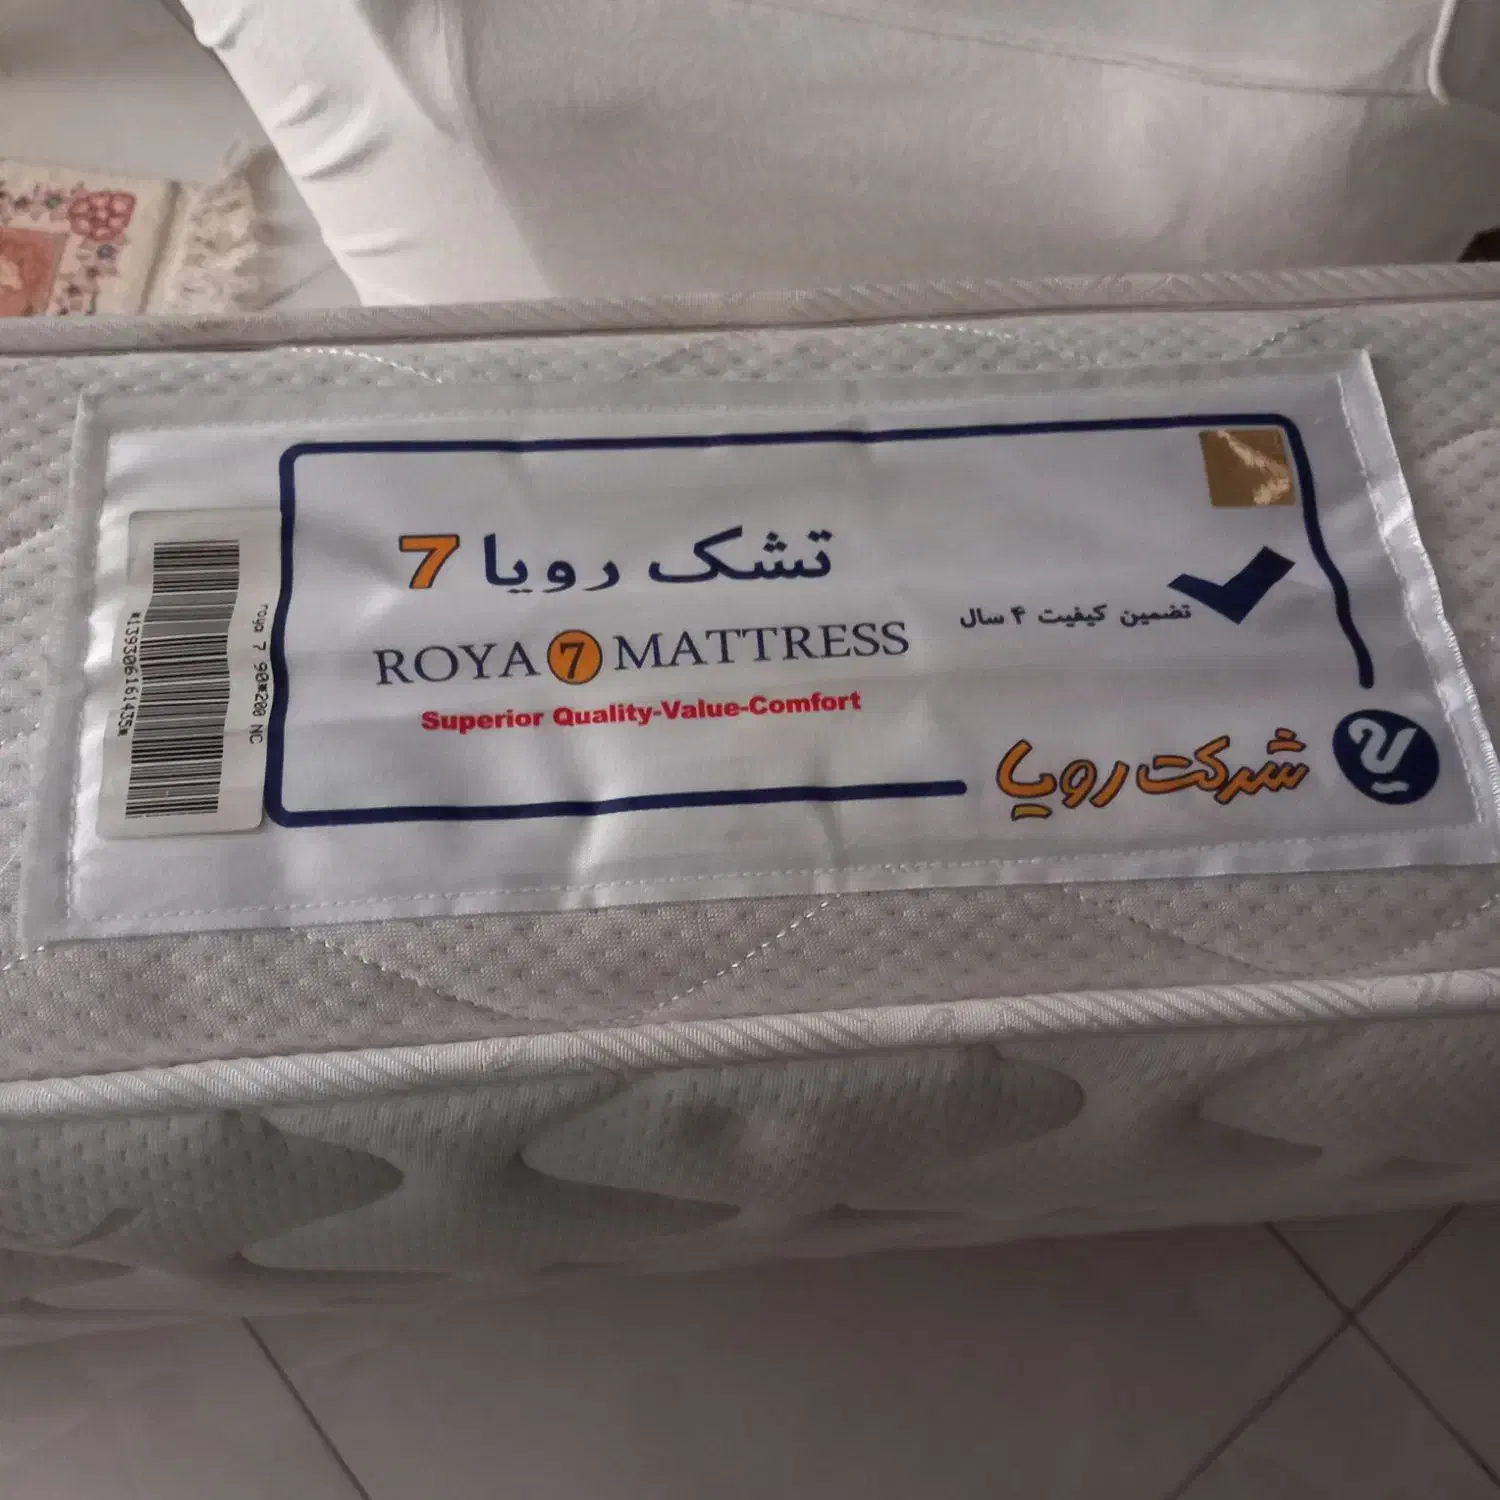 تشک رویا 7
ROYA 7 MATTRESS
Superior Quality-Value-Comfort
تضمین کیفیت ۴ سال
شرکت رویا
roya 7 90*200 NC
*139306161435*